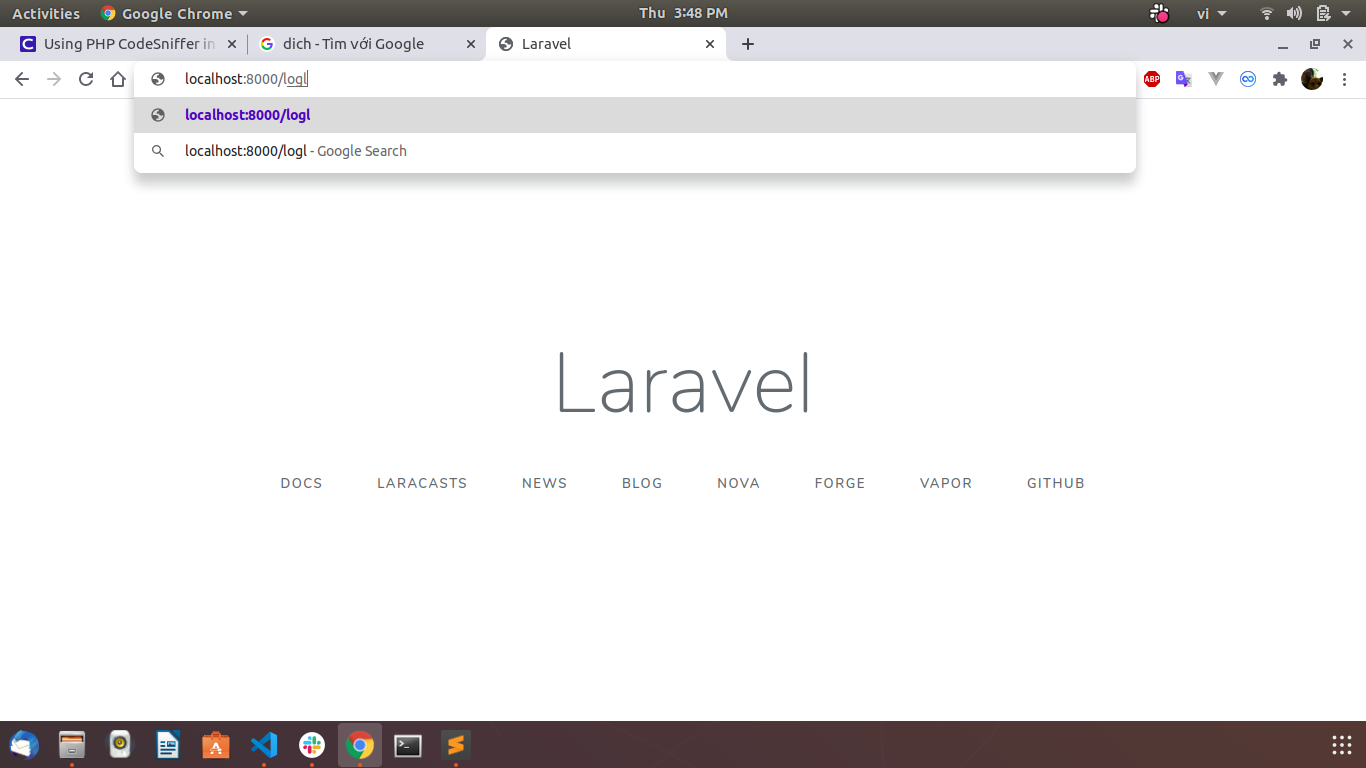 Activities Google Chrome Thu 3:48 PM vi
Using PHP CodeSniffer in dich - Tìm với Google Laravel
localhost:8000/logl ABP
localhost:8000/logl
localhost:8000/logl - Google Search
Laravel
DOCS LARACASTS NEWS BLOG NOVA FORGE VAPOR GITHUB